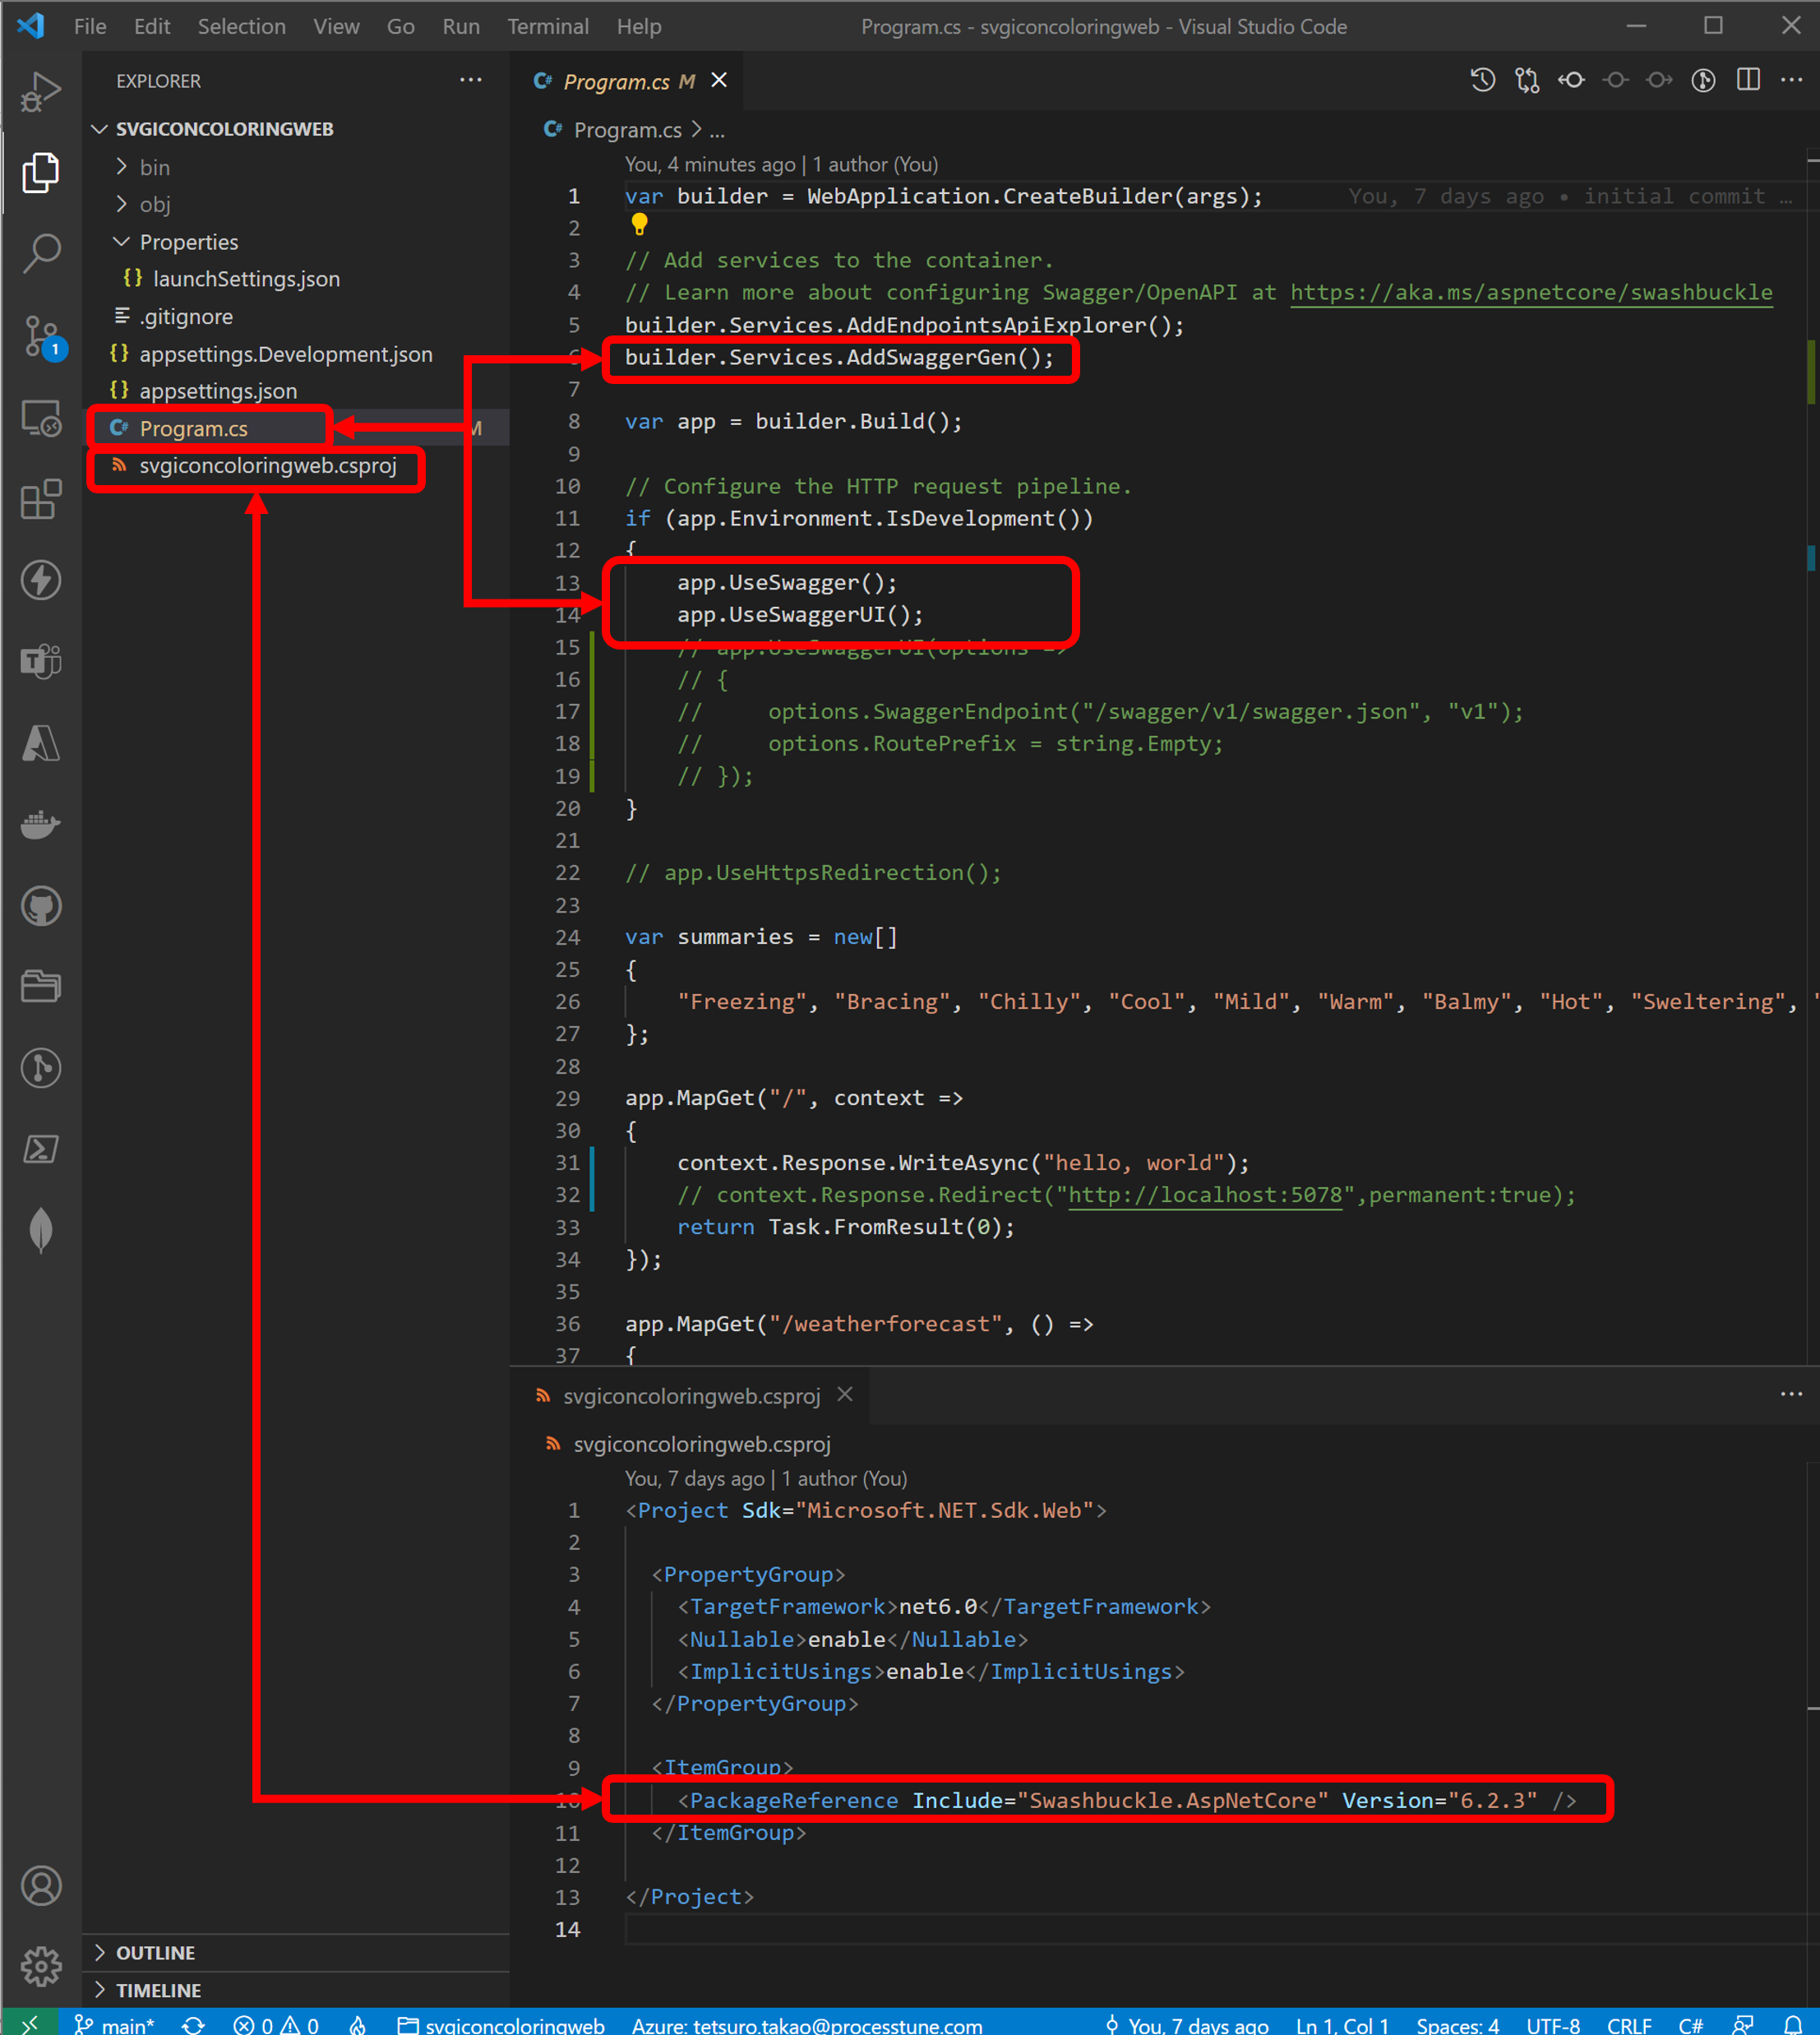 File Edit Selection View Go Run Terminal Help Program.cs - svgiconcoloringweb - Visual Studio Code
EXPLORER
SVGICONCOLORINGWEB
bin
obj
Properties
{} launchSettings.json
.gitignore
{} appsettings.Development.json
{} appsettings.json
C# Program.cs M
svgiconcoloringweb.csproj
1
OUTLINE
TIMELINE
C# Program.cs M
C# Program.cs > ...
You, 4 minutes ago | 1 author (You)
1 var builder = WebApplication.CreateBuilder(args); You, 7 days ago • initial commit …
2
3 // Add services to the container.
4 // Learn more about configuring Swagger/OpenAPI at https://aka.ms/aspnetcore/swashbuckle
5 builder.Services.AddEndpointsApiExplorer();
6 builder.Services.AddSwaggerGen();
7
8 var app = builder.Build();
9
10 // Configure the HTTP request pipeline.
11 if (app.Environment.IsDevelopment())
12 {
13 app.UseSwagger();
14 app.UseSwaggerUI();
15 // app.UseSwaggerUI(options =>
16 // {
17 // options.SwaggerEndpoint("/swagger/v1/swagger.json", "v1");
18 // options.RoutePrefix = string.Empty;
19 // });
20 }
21
22 // app.UseHttpsRedirection();
23
24 var summaries = new[]
25 {
26 "Freezing", "Bracing", "Chilly", "Cool", "Mild", "Warm", "Balmy", "Hot", "Sweltering", "
27 };
28
29 app.MapGet("/", context =>
30 {
31 context.Response.WriteAsync("hello, world");
32 // context.Response.Redirect("http://localhost:5078",permanent:true);
33 return Task.FromResult(0);
34 });
35
36 app.MapGet("/weatherforecast", () =>
37 {
svgiconcoloringweb.csproj
svgiconcoloringweb.csproj
You, 7 days ago | 1 author (You)
1 <Project Sdk="Microsoft.NET.Sdk.Web">
2
3 <PropertyGroup>
4 <TargetFramework>net6.0</TargetFramework>
5 <Nullable>enable</Nullable>
6 <ImplicitUsings>enable</ImplicitUsings>
7 </PropertyGroup>
8
9 <ItemGroup>
10 <PackageReference Include="Swashbuckle.AspNetCore" Version="6.2.3" />
11 </ItemGroup>
12
13 </Project>
14
main* 0 0 svgiconcoloringweb Azure: tetsuro.takao@processtune.com You, 7 days ago Ln 1, Col 1 Spaces: 4 UTF-8 CRLF C#